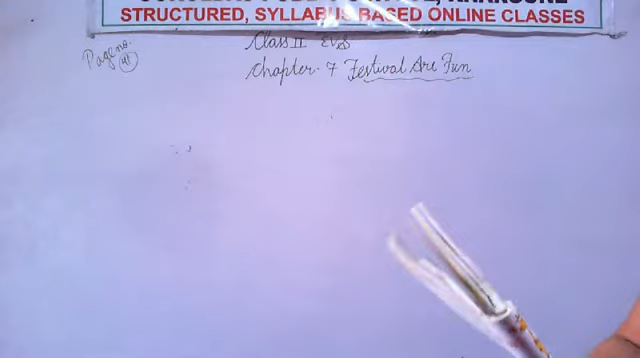 STRUCTURED, SYLLABUS BASED ONLINE CLASSES
Class II EVS
Page no. 41
Chapter. 7 Festival Are Fun